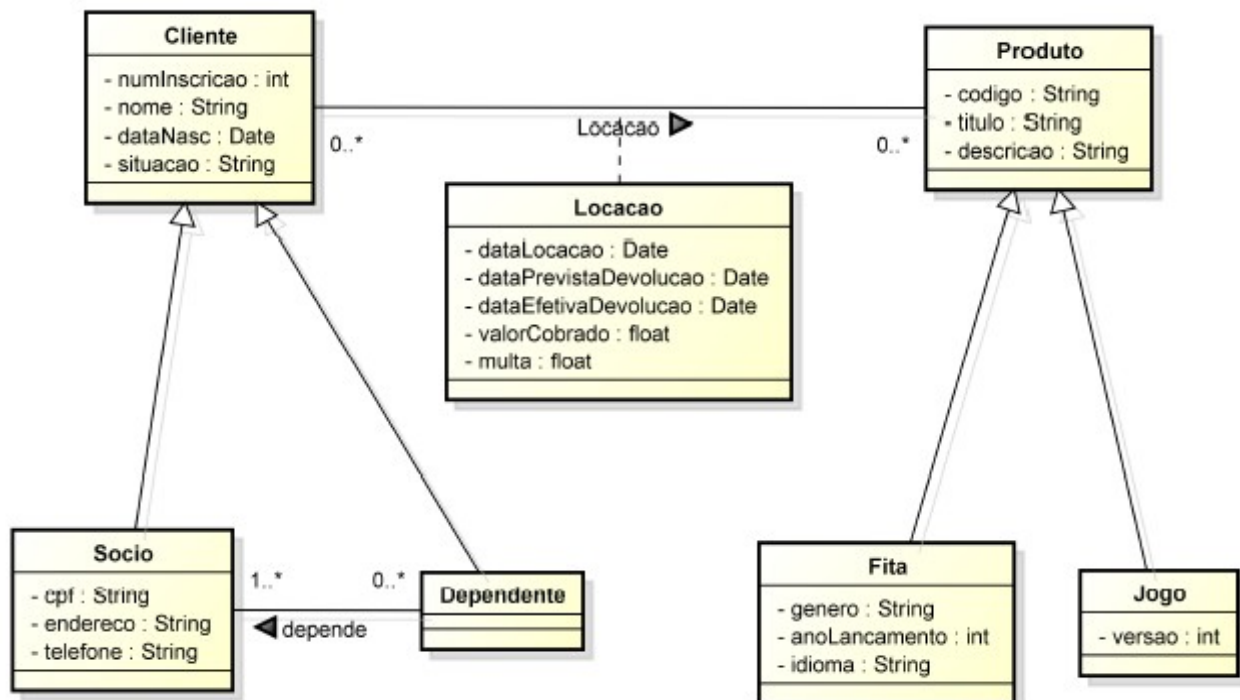 Cliente
- numInscricao : int
- nome : String
- dataNasc : Date
- situacao : String
0..*
Locacao
0..*
Produto
- codigo : String
- titulo : String
- descricao : String
Locacao
- dataLocacao : Date
- dataPrevistaDevolucao : Date
- dataEfetivaDevolucao : Date
- valorCobrado : float
- multa : float
Socio
- cpf : String
- endereco : String
- telefone : String
1..*
0..*
depende
Dependente
Fita
- genero : String
- anoLancamento : int
- idioma : String
Jogo
- versao : int